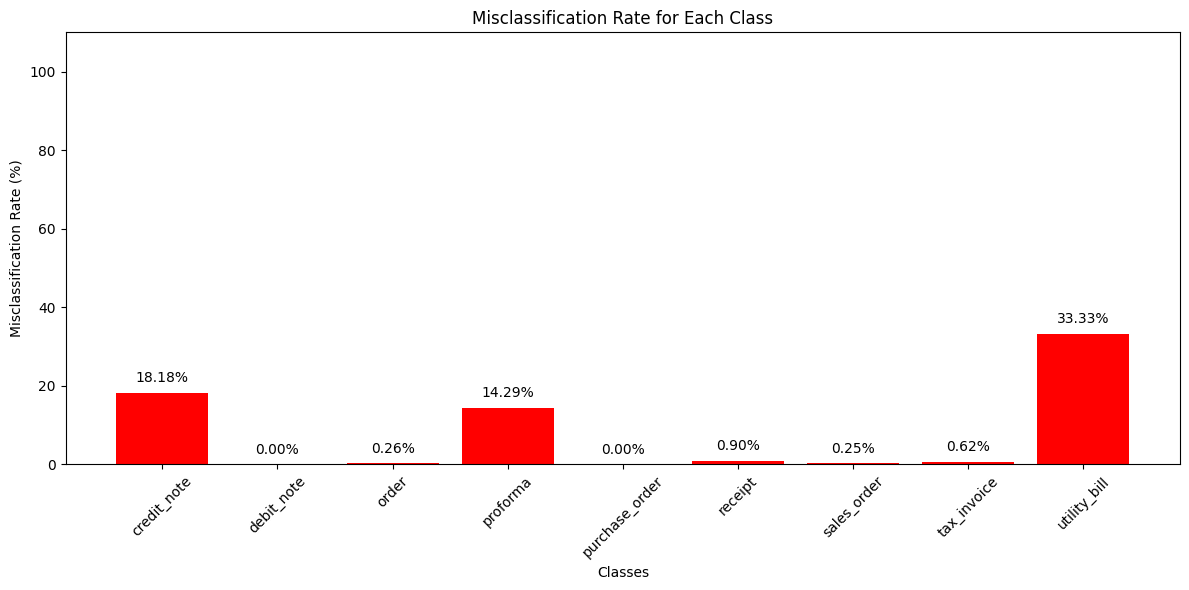 Misclassification Rate for Each Class
Misclassification Rate (%)
100
80
60
40
20
0
18.18%
0.00%
0.26%
14.29%
0.00%
0.90%
0.25%
0.62%
33.33%
credit_note
debit_note
order
proforma
purchase_order
receipt
sales_order
tax_invoice
utility_bill
Classes